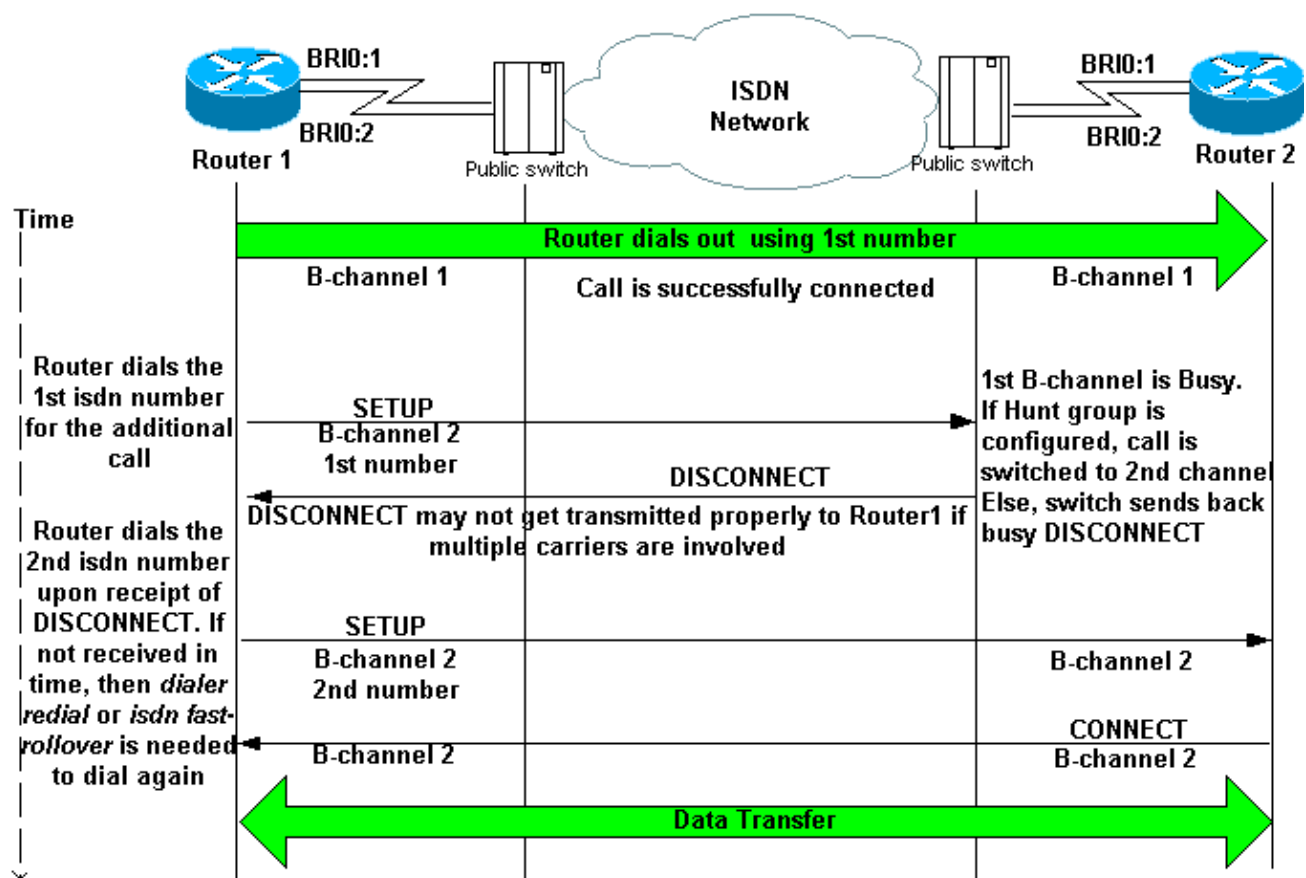 BRI0:1
BRI0:2
Router 1
Public switch
ISDN
Network
Public switch
BRI0:1
BRI0:2
Router 2
Time
Router dials out using 1st number
B-channel 1
Call is successfully connected
B-channel 1
Router dials the
1st isdn number
for the additional
call
SETUP
B-channel 2
1st number
1st B-channel is Busy.
If Hunt group is
configured, call is
switched to 2nd channel
Else, switch sends back
busy DISCONNECT
DISCONNECT
DISCONNECT may not get transmitted properly to Router1 if
multiple carriers are involved
Router dials the
2nd isdn number
upon receipt of
DISCONNECT. If
not received in
time, then dialer
redial or isdn fast-
rollover is needed
to dial again
SETUP
B-channel 2
2nd number
B-channel 2
CONNECT
B-channel 2
B-channel 2
Data Transfer